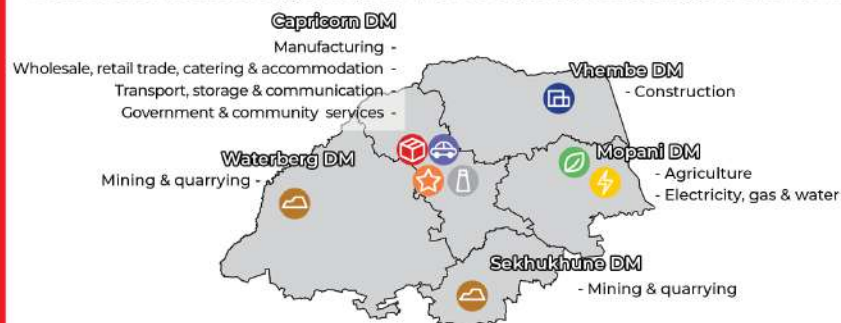 Capricorn DM
Manufacturing -
Wholesale, retail trade, catering & accommodation -
Transport, storage & communication -
Government & community services -
Vhembe DM
- Construction
Waterberg DM
Mining & quarrying -
Mopani DM
- Agriculture
- Electricity, gas & water
Sekhukhune DM
- Mining & quarrying